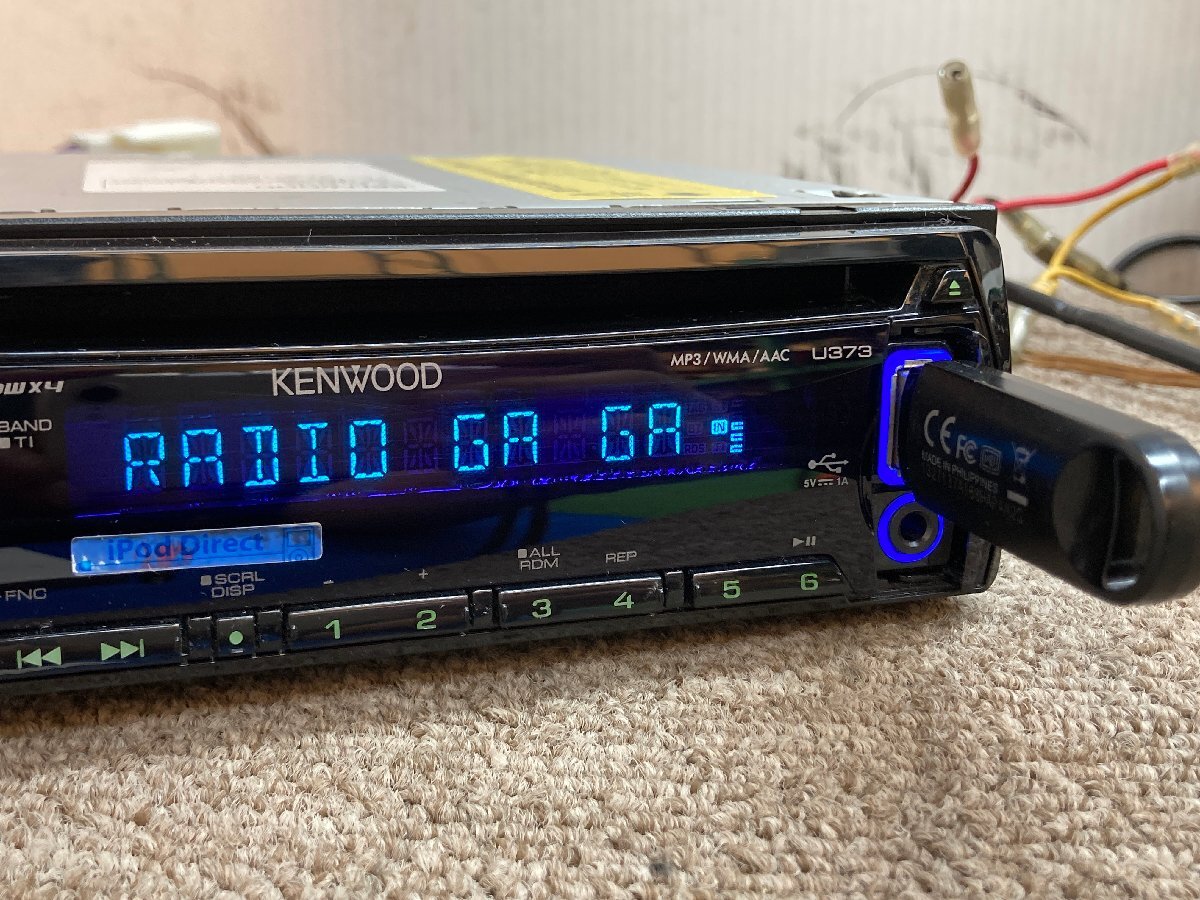 MP3/WMA/AAC U373
KENWOOD
BAND
TI
RADIO GA GA
IN
5V 1A
CE FC
MADE IN PHILIPPINES
iPod Direct
FNC
SCRL
DISP
- +
ALL
RDM
REP
1 2 3 4 5 6